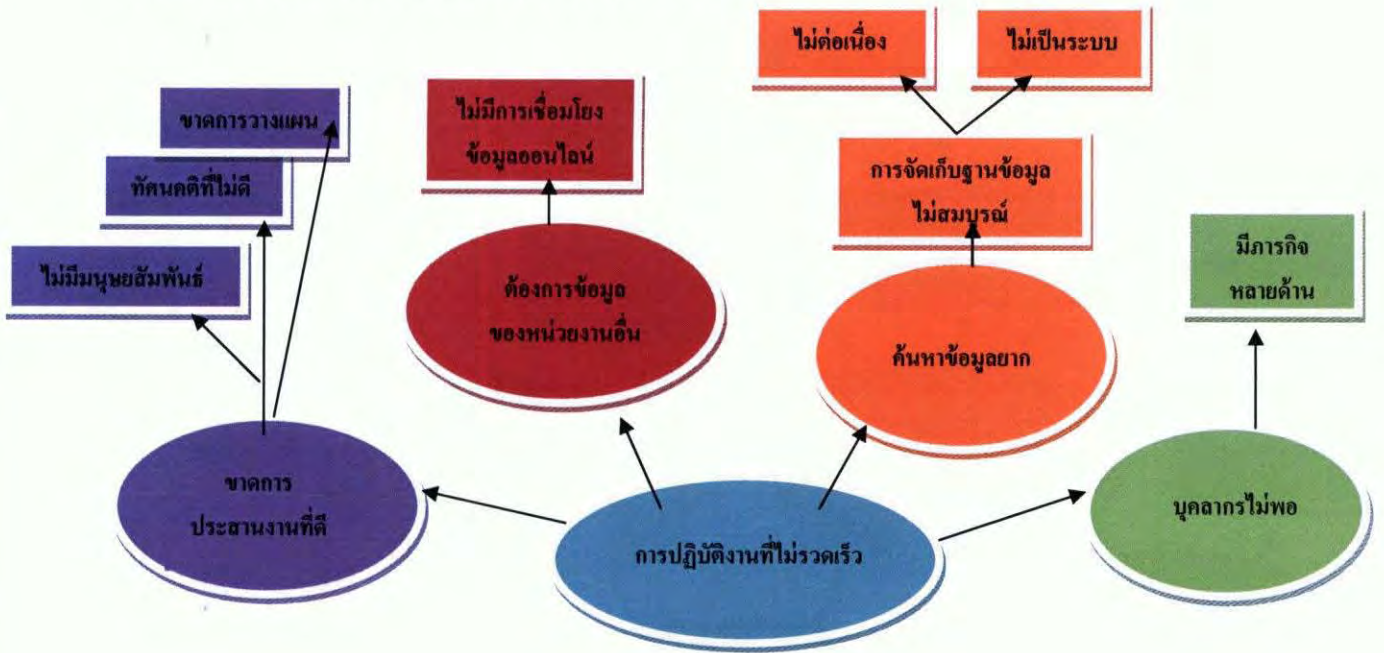 ไม่ต่อเนื่อง
ไม่เป็นระบบ
ขาดการวางแผน
ไม่มีการเชื่อมโยง
ข้อมูลออนไลน์
การจัดเก็บฐานข้อมูล
ไม่สมบูรณ์
ทัศนคติที่ไม่ดี
ไม่มีมนุษยสัมพันธ์
มีภารกิจ
หลายด้าน
ต้องการข้อมูล
ของหน่วยงานอื่น
ค้นหาข้อมูลยาก
ขาดการ
ประสานงานที่ดี
การปฏิบัติงานที่ไม่รวดเร็ว
บุคลากรไม่พอ